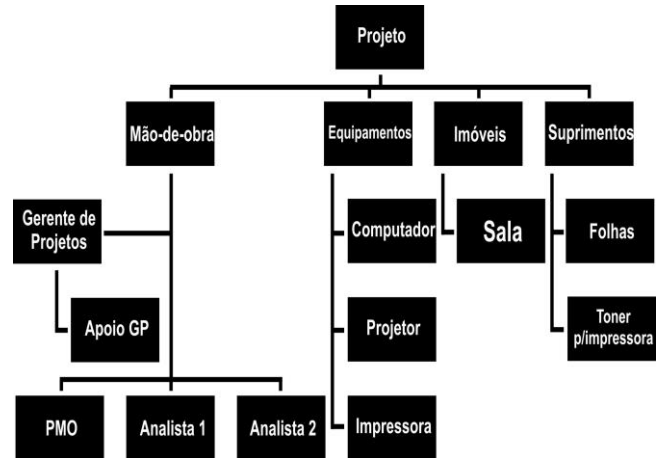 Projeto
Mão-de-obra
Equipamentos
Imóveis
Suprimentos
Gerente de
Projetos
Apoio GP
PMO
Analista 1
Analista 2
Computador
Projetor
Impressora
Sala
Folhas
Toner
p/impressora